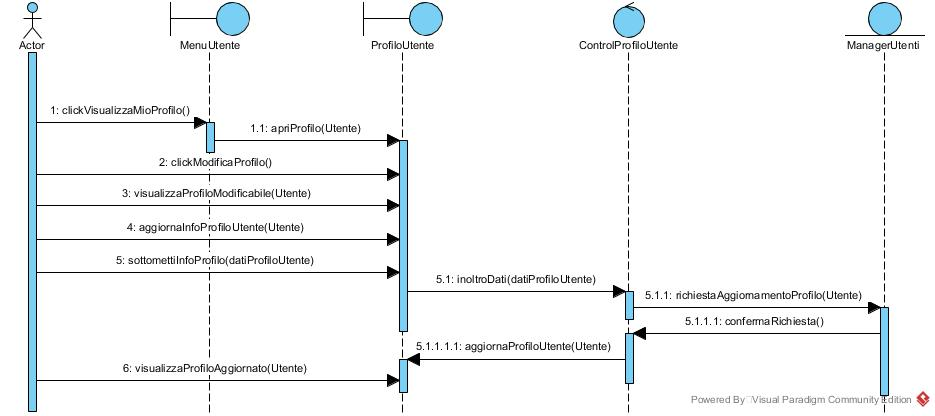 Actor
MenuUtente
ProfiloUtente
ControlProfiloUtente
ManagerUtenti
1: clickVisualizzaMioProfilo()
1.1: apriProfilo(Utente)
2: clickModificaProfilo()
3: visualizzaProfiloModificabile(Utente)
4: aggiornaInfoProfiloUtente(Utente)
5: sottomettiInfoProfilo(datiProfiloUtente)
5.1: inoltroDati(datiProfiloUtente)
5.1.1: richiestaAggiornamentoProfilo(Utente)
5.1.1.1: confermaRichiesta()
5.1.1.1.1: aggiornaProfiloUtente(Utente)
6: visualizzaProfiloAggiornato(Utente)
Powered By Visual Paradigm Community Edition